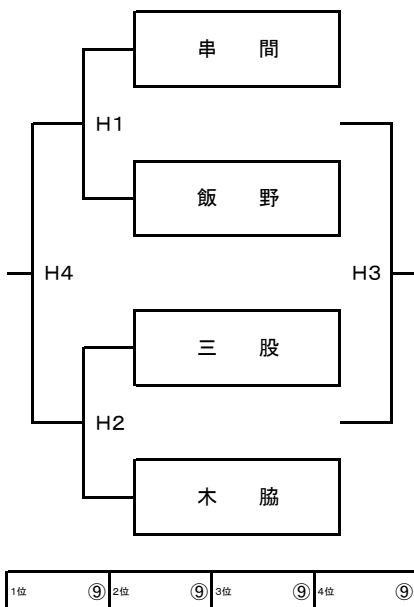 串　間
H1
飯　野
H4 H3
三　股
H2
木　脇
1位 ⑨ 2位 ⑨ 3位 ⑨ 4位 ⑨